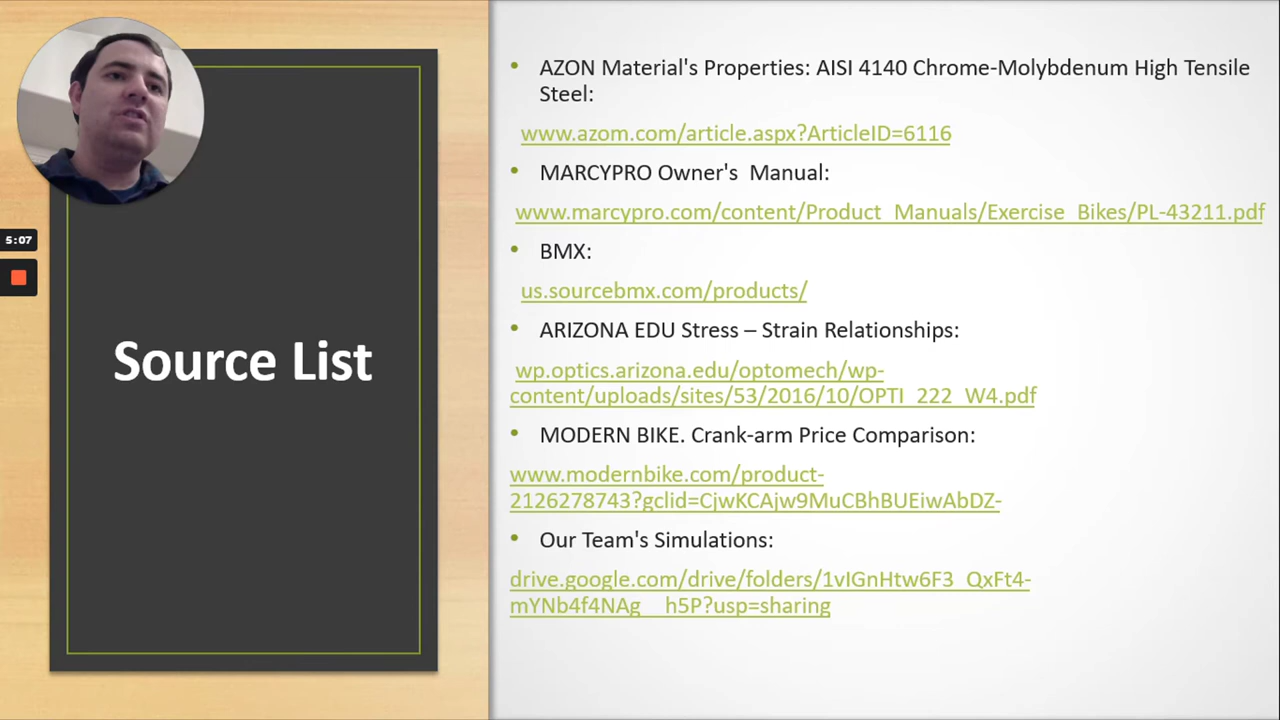 AZON Material's Properties: AISI 4140 Chrome-Molybdenum High Tensile
Steel:
www.azom.com/article.aspx?ArticleID=6116
MARCYPRO Owner's Manual:
www.marcypro.com/content/Product_Manuals/Exercise_Bikes/PL-43211.pdf
BMX:
us.sourcebmx.com/products/
ARIZONA EDU Stress – Strain Relationships:
wp.optics.arizona.edu/optomech/wp-
content/uploads/sites/53/2016/10/OPTI_222_W4.pdf
MODERN BIKE. Crank-arm Price Comparison:
www.modernbike.com/product-
2126278743?gclid=CjwKCAjw9MuCBhBUEiwAbDZ-
Our Team's Simulations:
drive.google.com/drive/folders/1vIGnHtw6F3_QxFt4-
mYNb4f4NAg__h5P?usp=sharing
5:07
Source List